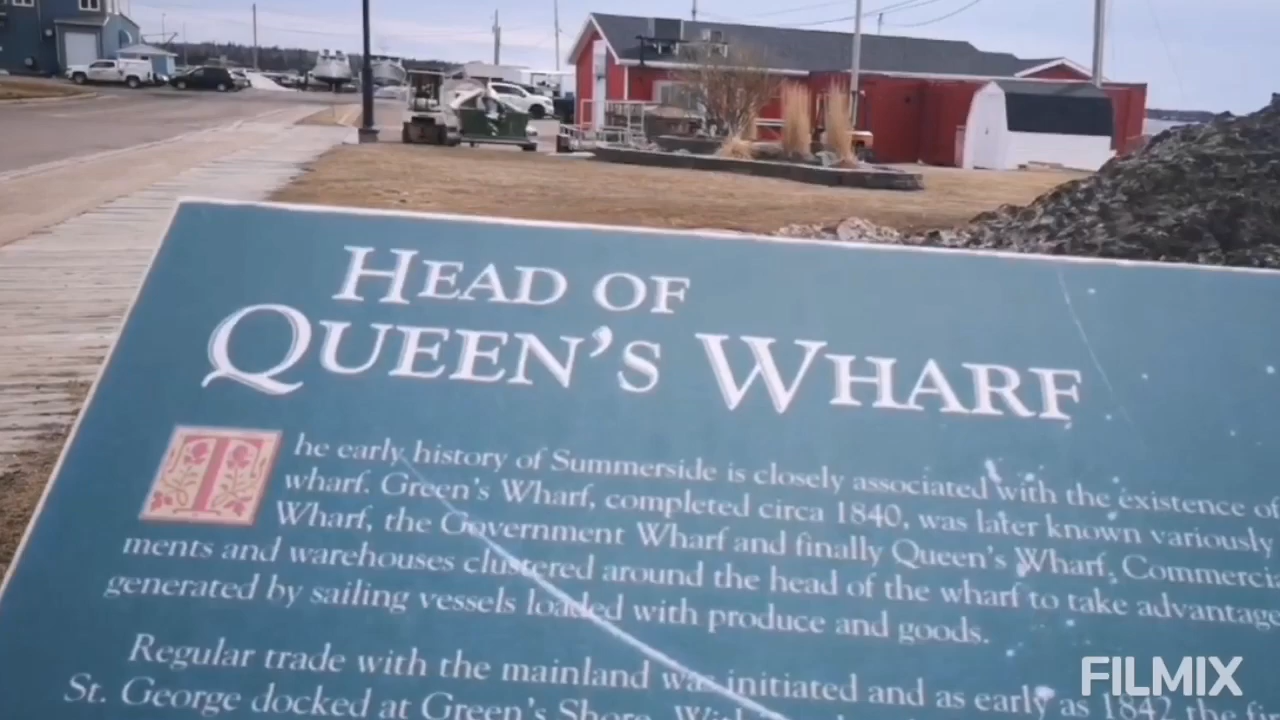 HEAD OF
QUEEN'S WHARF
The early history of Summerside is closely associated with the existence of
wharf. Green's Wharf, completed circa 1840, was later known variously
Wharf, the Government Wharf and finally Queen's Wharf. Commerci
ments and warehouses clustered around the head of the wharf to take advantage
generated by sailing vessels loaded with produce and goods.
Regular trade with the mainland was initiated and as early as 1842 the fi
St. George docked at Green's Shore. With
FILMIX